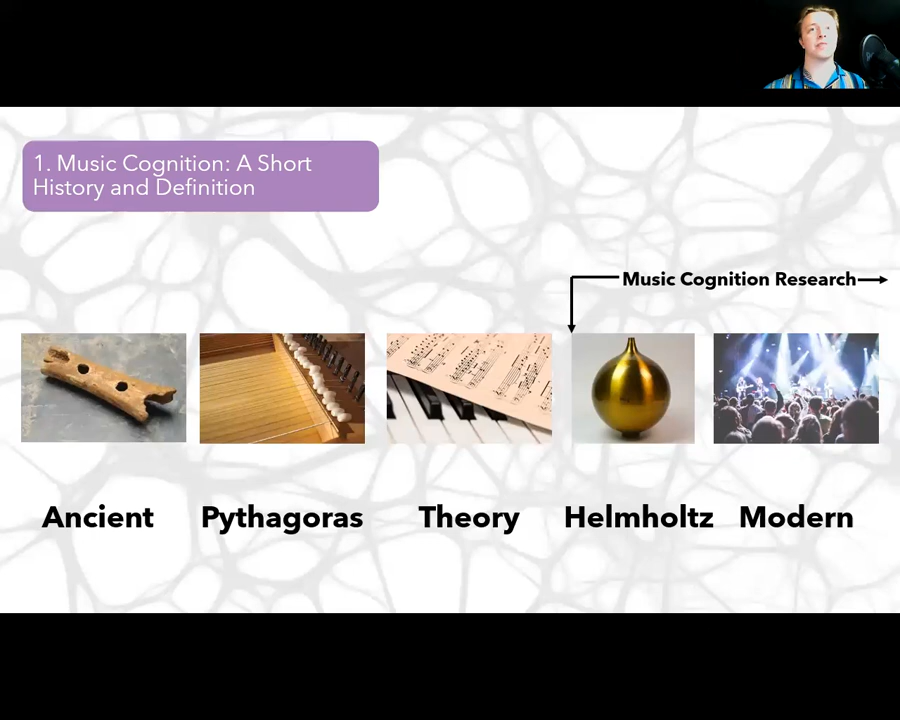 1. Music Cognition: A Short
History and Definition
Music Cognition Research
Ancient
Pythagoras
Theory
Helmholtz
Modern